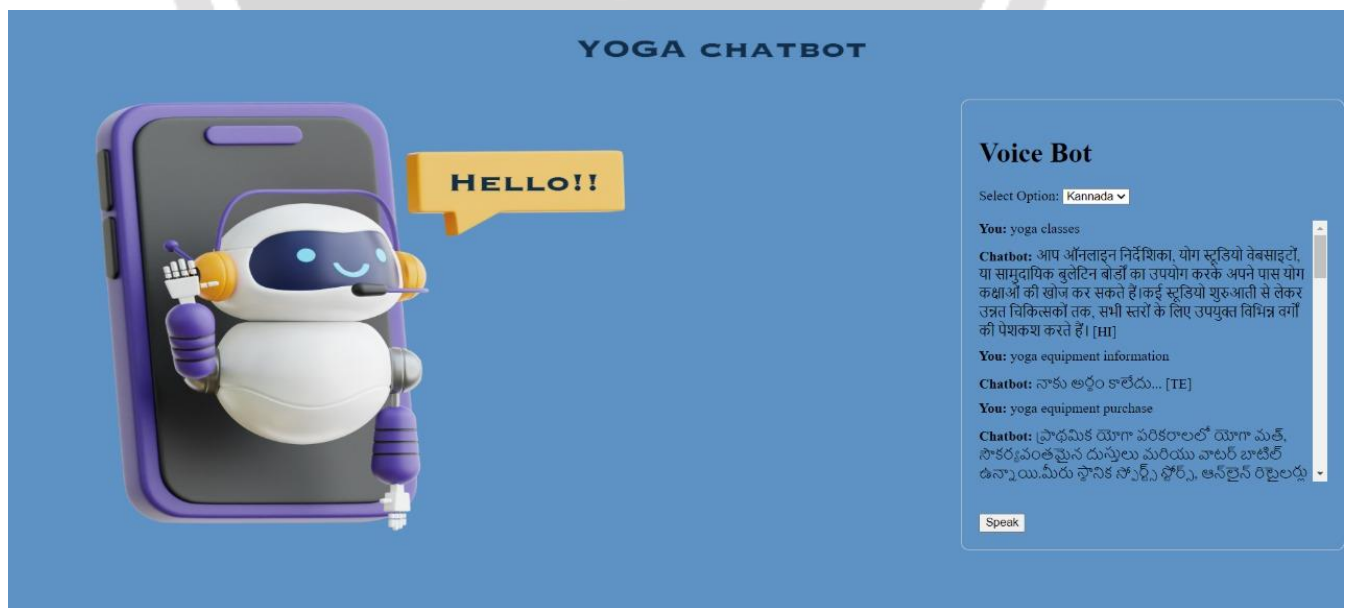 YOGA CHATBOT
HELLO!!
Voice Bot
Select Option: Kannada
You: yoga classes
Chatbot: आप ऑनलाइन निर्देशिका, योग स्टूडियो वेबसाइटों,
या सामुदायिक बुलेटिन बोर्डों का उपयोग करके अपने पास योग
कक्षाओं की खोज कर सकते हैं।कई स्टूडियो शुरुआती से लेकर
उन्नत चिकित्सकों तक, सभी स्तरों के लिए उपयुक्त विभिन्न वर्गों
की पेशकश करते हैं। [HI]
You: yoga equipment information
Chatbot: నాకు అర్థం కాలేదు... [TE]
You: yoga equipment purchase
Chatbot: ప్రాథమిక యోగా పరికరాలలో యోగా మత్,
సౌకర్యవంతమైన దుస్తులు మరియు వాటర్ బాటిల్
ఉన్నాయి.మీరు స్థానిక స్పోర్ట్స్ స్టోర్స్, ఆన్‌లైన్ రిటైలర్లు
Speak